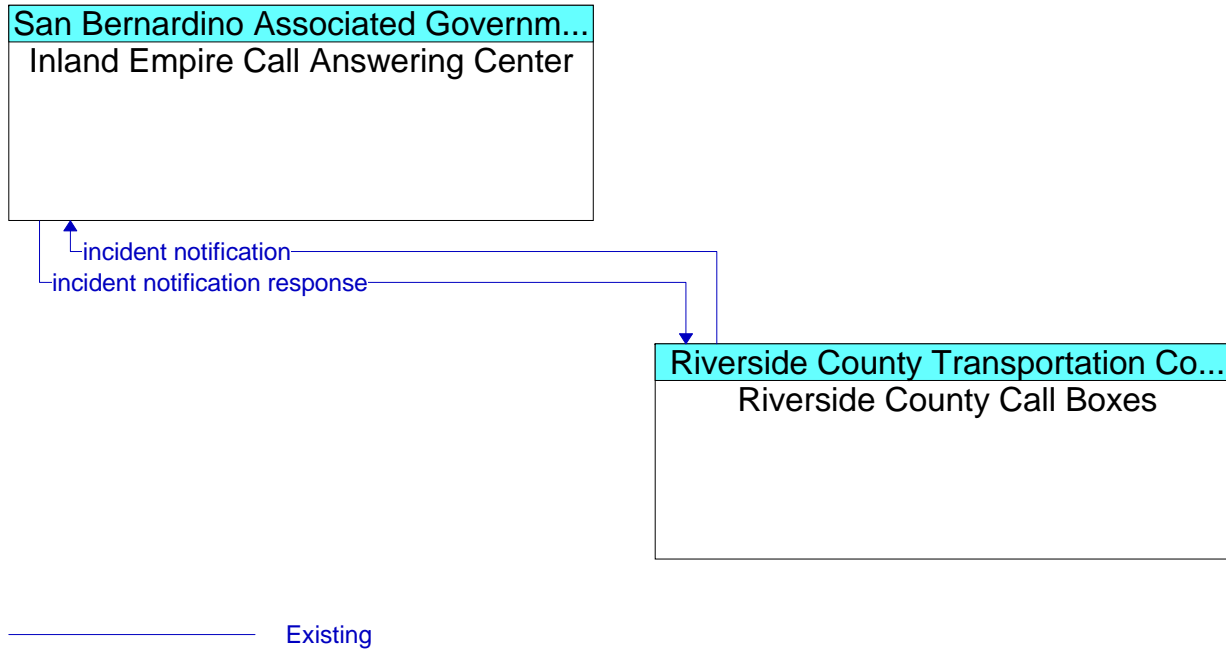 San Bernardino Associated Governm...
Inland Empire Call Answering Center
incident notification
incident notification response
Riverside County Transportation Co...
Riverside County Call Boxes
Existing